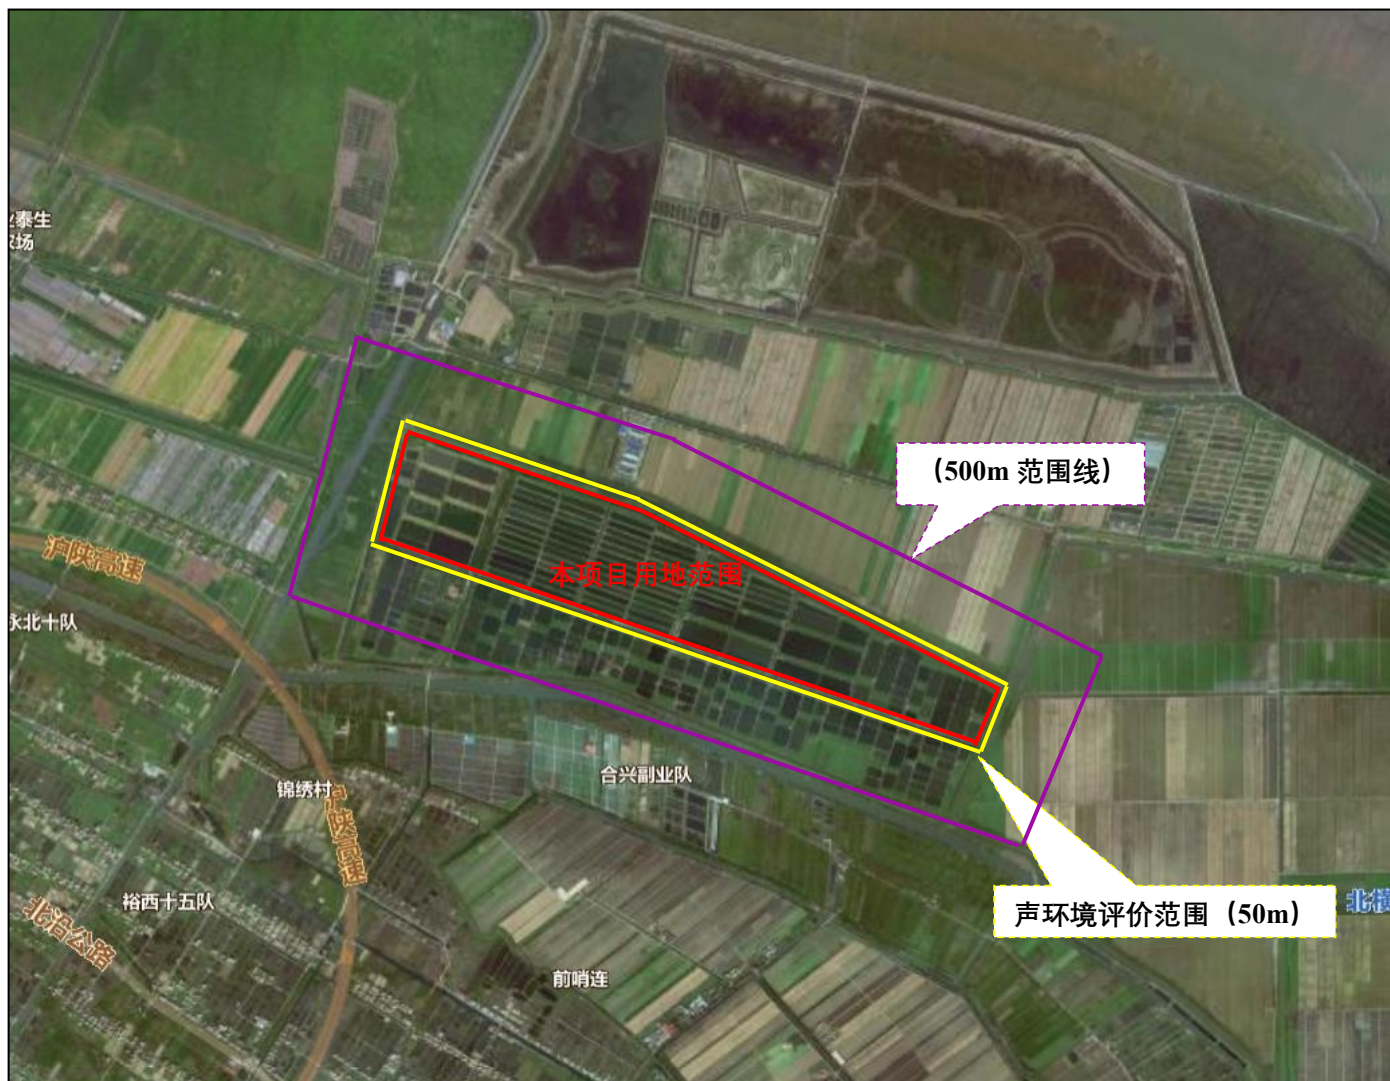 泰生
农场
(500m 范围线)
沪陕高速
本项目用地范围
永北十队
合兴副业队
锦绣村
沪陕高速
裕西十五队
声环境评价范围 (50m)
北横
北沿公路
前哨连